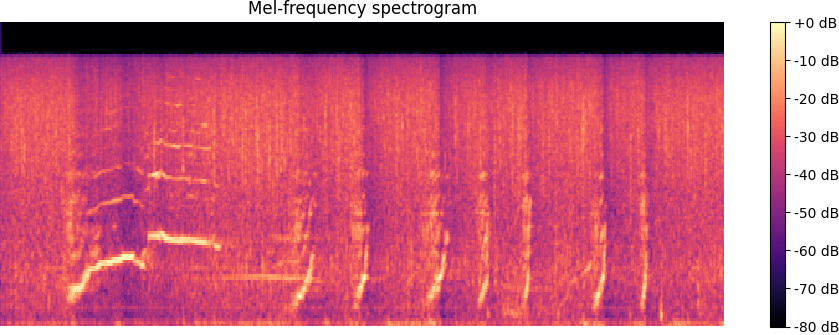 Mel-frequency spectrogram
+0 dB
-10 dB
-20 dB
-30 dB
-40 dB
-50 dB
-60 dB
-70 dB
-80 dB